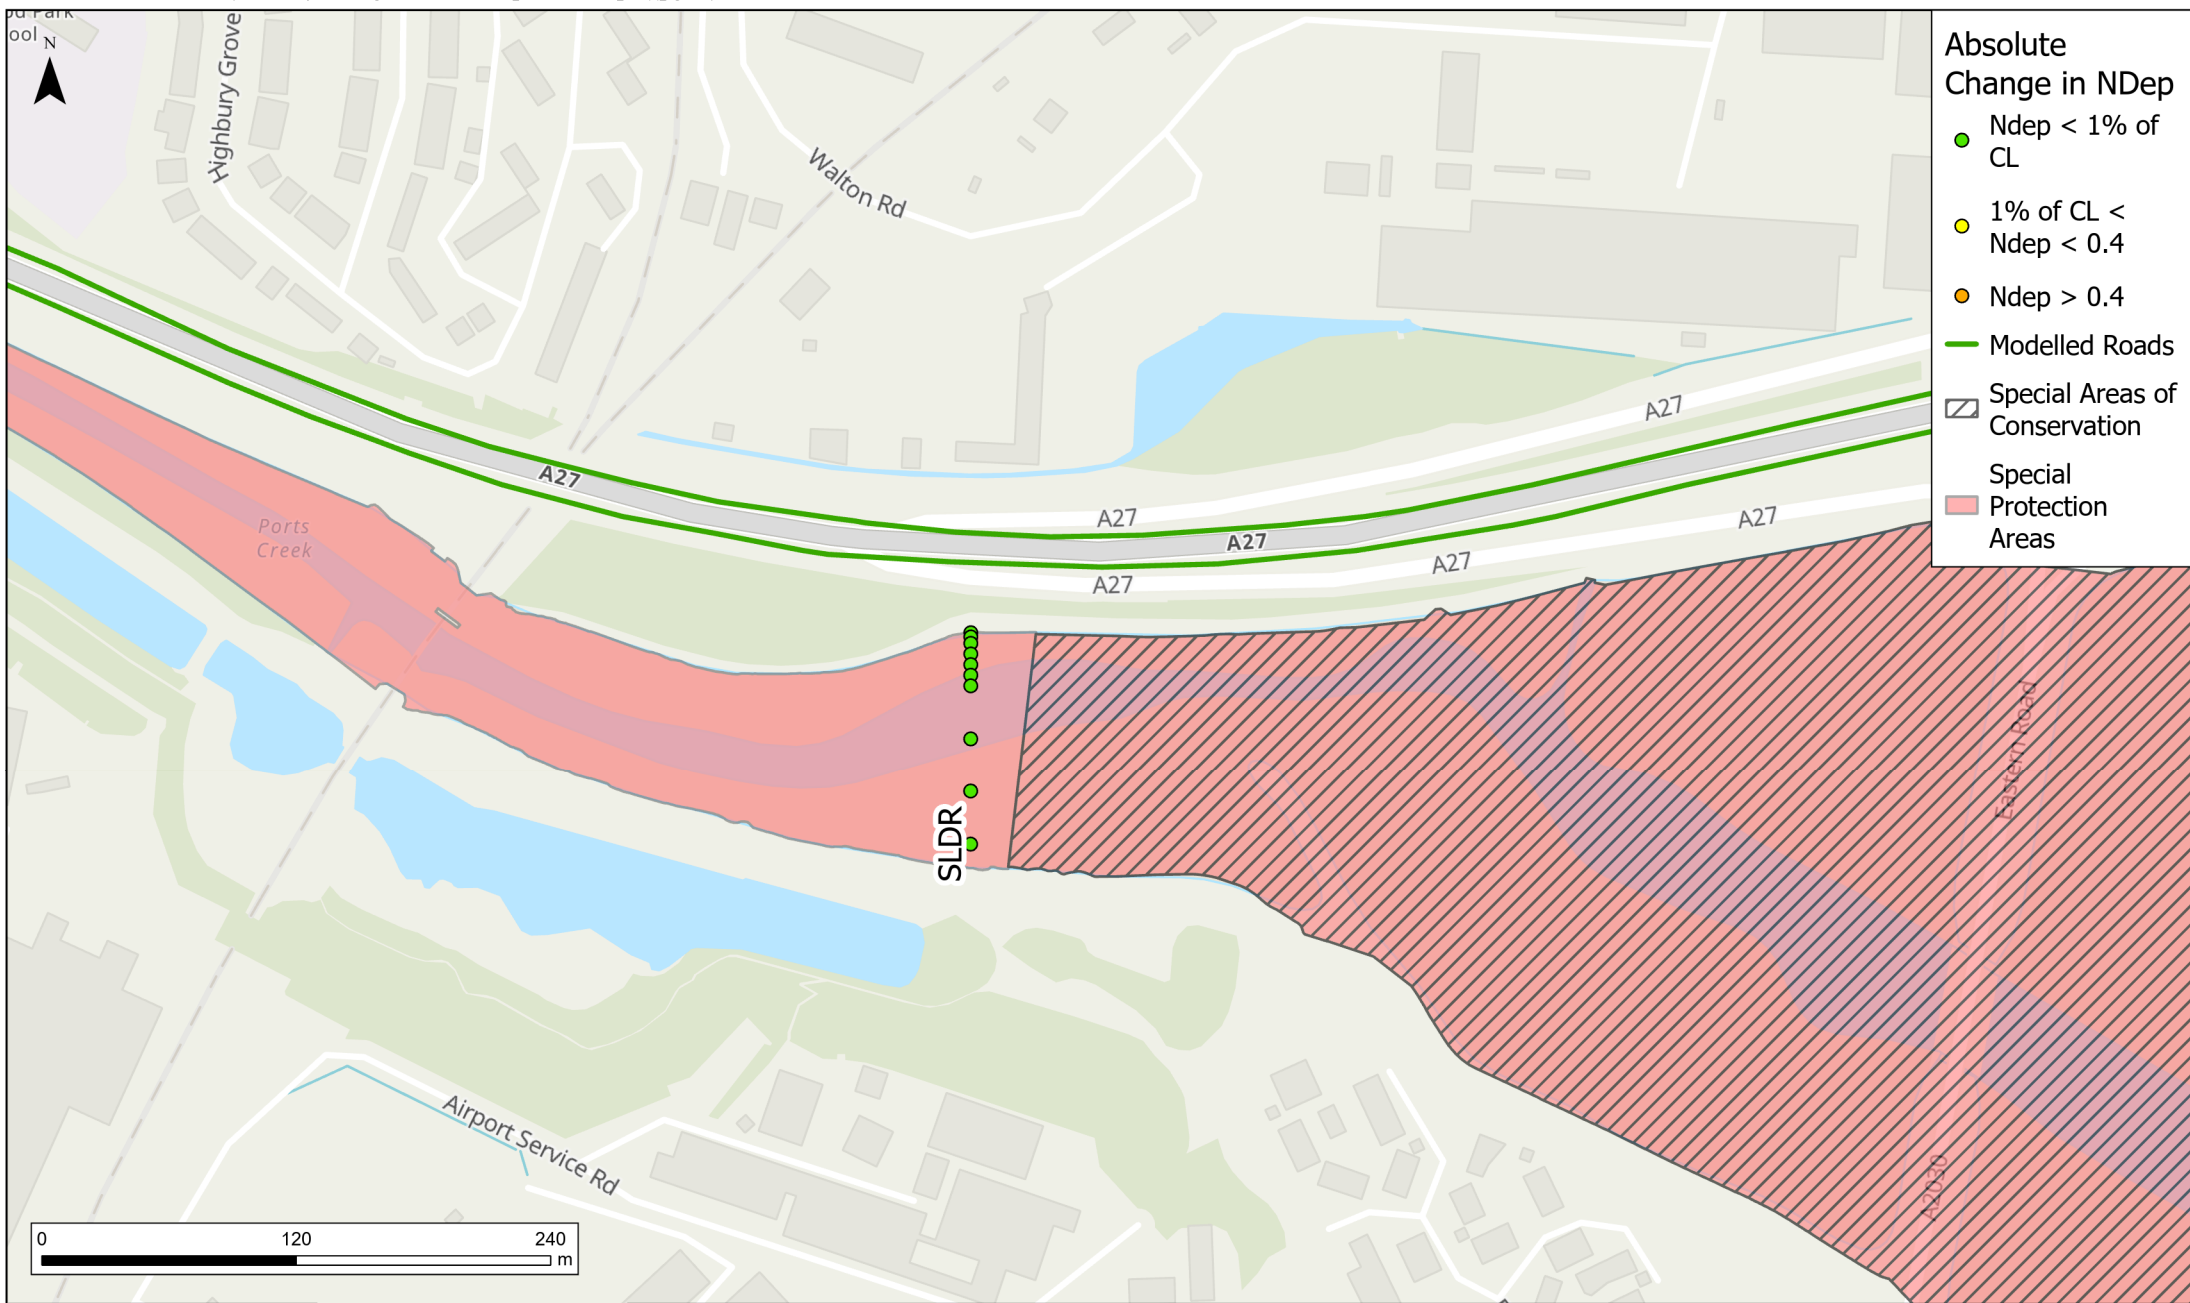 ool
N
Highbury Grove
Walton Rd
A27
A27
A27
A27
A27
A27
A27
Ports
Creek
SLDR
Eastern Road
A2030
Airport Service Rd
0
120
240
m
Absolute
Change in NDep
Ndep < 1% of
CL
1% of CL <
Ndep < 0.4
Ndep > 0.4
Modelled Roads
Special Areas of
Conservation
Special
Protection
Areas